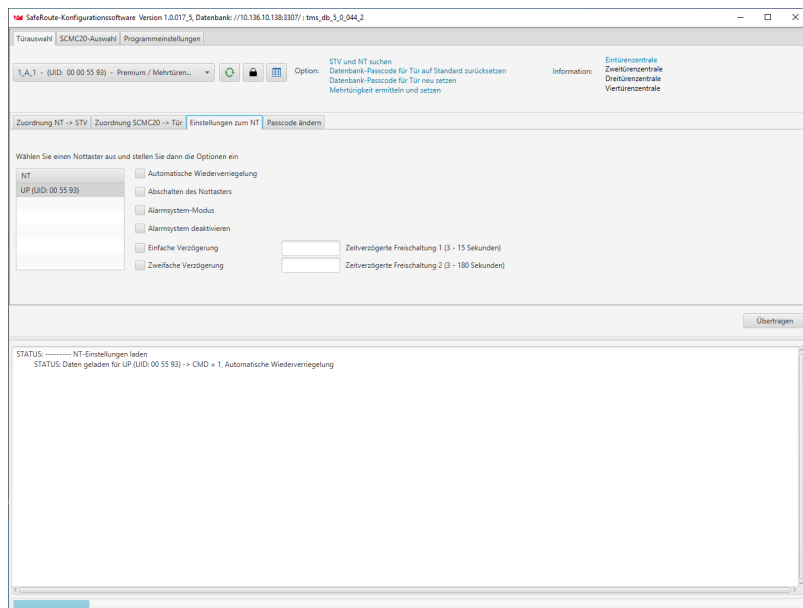 SafeRoute-Konfigurationssoftware Version 1.0.017_5, Datenbank: //10.136.10.138:3307/ : tms_db_5_0_044_2
Türauswahl SCMC20-Auswahl Programmeinstellungen
1_A_1 - (UID: 00 00 55 93) - Premium / Mehrtüren...
Option:
STV und NT suchen
Datenbank-Passcode für Tür auf Standard zurücksetzen
Datenbank-Passcode für Tür neu setzen
Mehrtürigkeit ermitteln und setzen
Information:
Eintürenzentrale
Zweitürenzentrale
Dreitürenzentrale
Viertürenzentrale
Zuordnung NT -> STV Zuordnung SCMC20 -> Tür Einstellungen zum NT Passcode ändern
Wählen Sie einen Nottaster aus und stellen Sie dann die Optionen ein
NT
UP (UID: 00 55 93)
Automatische Wiederverriegelung
Abschalten des Nottasters
Alarmsystem-Modus
Alarmsystem deaktivieren
Einfache Verzögerung Zeitverzögerte Freischaltung 1 (3 - 15 Sekunden)
Zweifache Verzögerung Zeitverzögerte Freischaltung 2 (3 - 180 Sekunden)
Übertragen
STATUS: --------- NT-Einstellungen laden
STATUS: Daten geladen für UP (UID: 00 55 93) -> CMD = 1, Automatische Wiederverriegelung